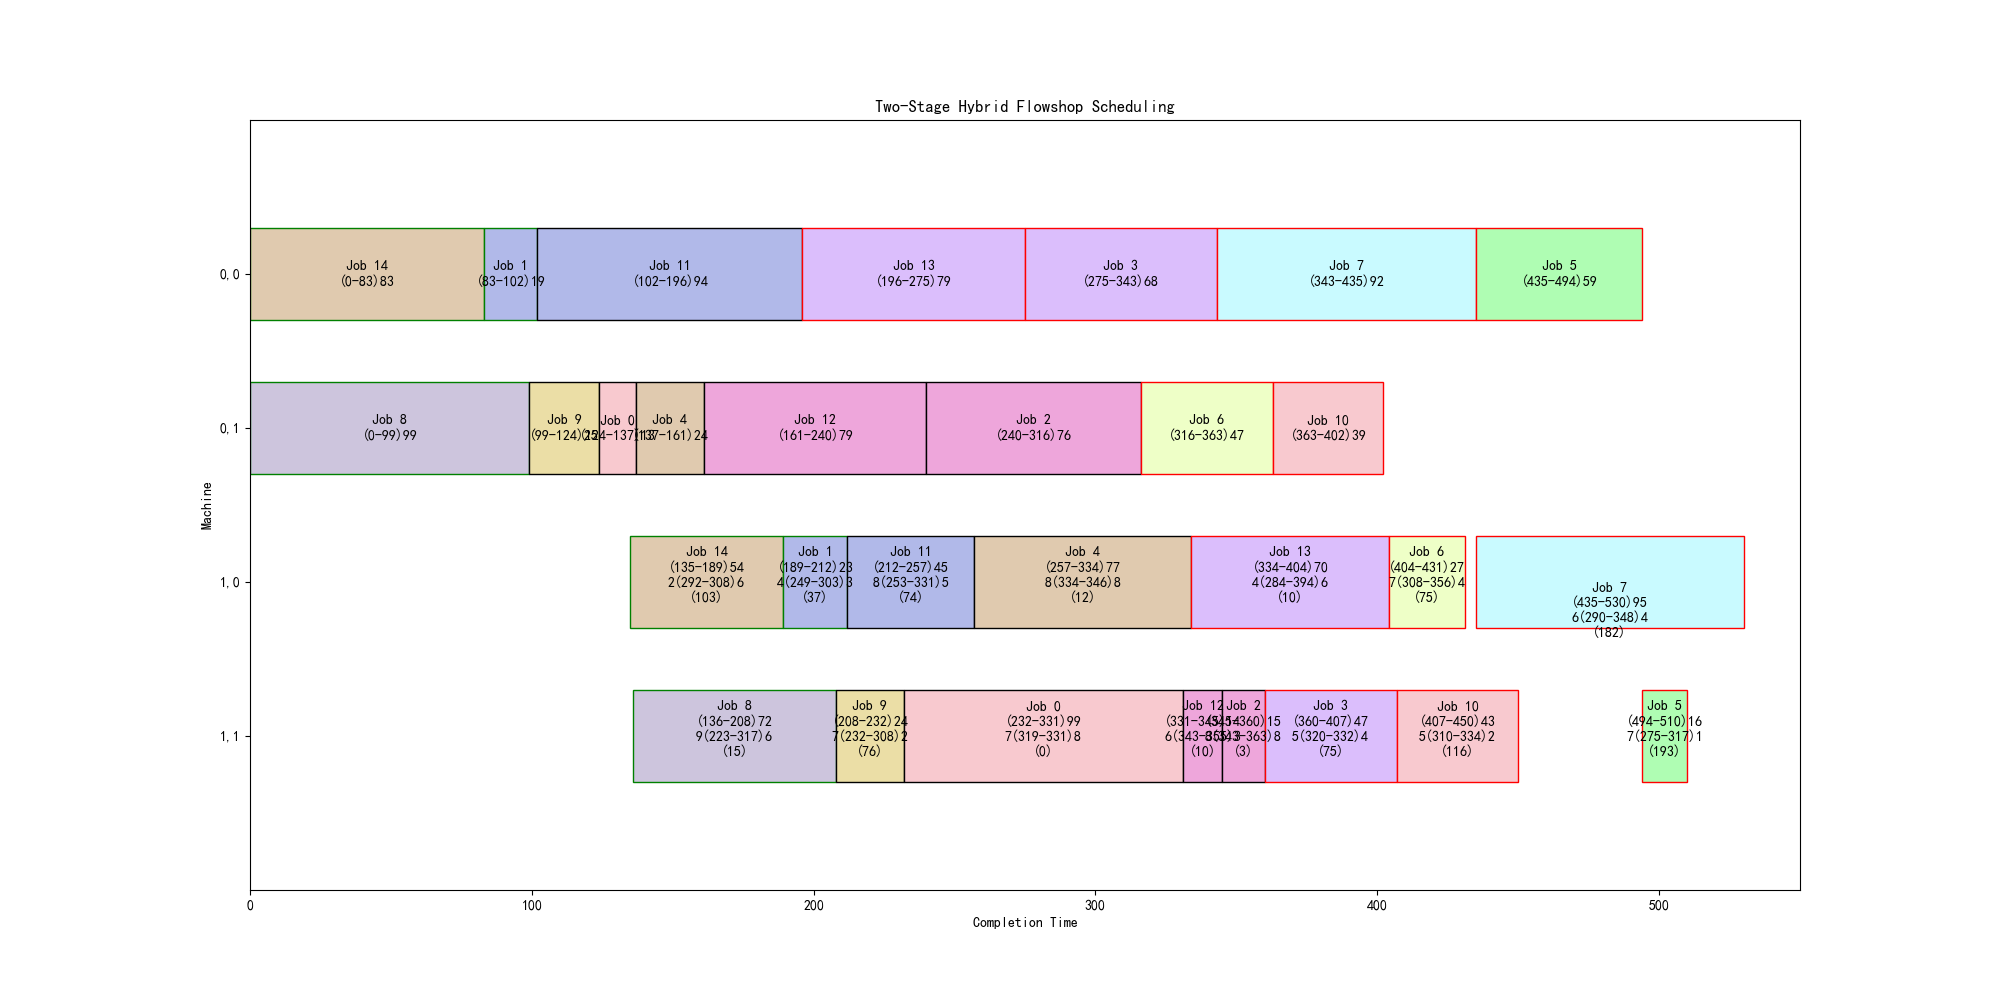 Two-Stage Hybrid Flowshop Scheduling
Machine
0,0
Job 14
(0-83)83
Job 1
(83-102)19
Job 11
(102-196)94
Job 13
(196-275)79
Job 3
(275-343)68
Job 7
(343-435)92
Job 5
(435-494)59
0,1
Job 8
(0-99)99
Job 9
(99-124)25
Job 0
(124-137)13
Job 4
(137-161)24
Job 12
(161-240)79
Job 2
(240-316)76
Job 6
(316-363)47
Job 10
(363-402)39
1,0
Job 14
(135-189)54
2(292-308)6
(103)
Job 1
(189-212)23
4(249-303)3
(37)
Job 11
(212-257)45
8(253-331)5
(74)
Job 4
(257-334)77
8(334-346)8
(12)
Job 13
(334-404)70
4(284-394)6
(10)
Job 6
(404-431)27
7(308-356)4
(75)
Job 7
(435-530)95
6(290-348)4
(182)
1,1
Job 8
(136-208)72
9(223-317)6
(15)
Job 9
(208-232)24
7(232-308)2
(76)
Job 0
(232-331)99
7(319-331)8
(0)
Job 12
(331-345)14
(10)
Job 2
(345-360)15
(3)
Job 3
(360-407)47
5(320-332)4
(75)
Job 10
(407-450)43
5(310-334)2
(116)
Job 5
(494-510)16
7(275-317)1
(193)
0
100
200
300
400
500
Completion Time